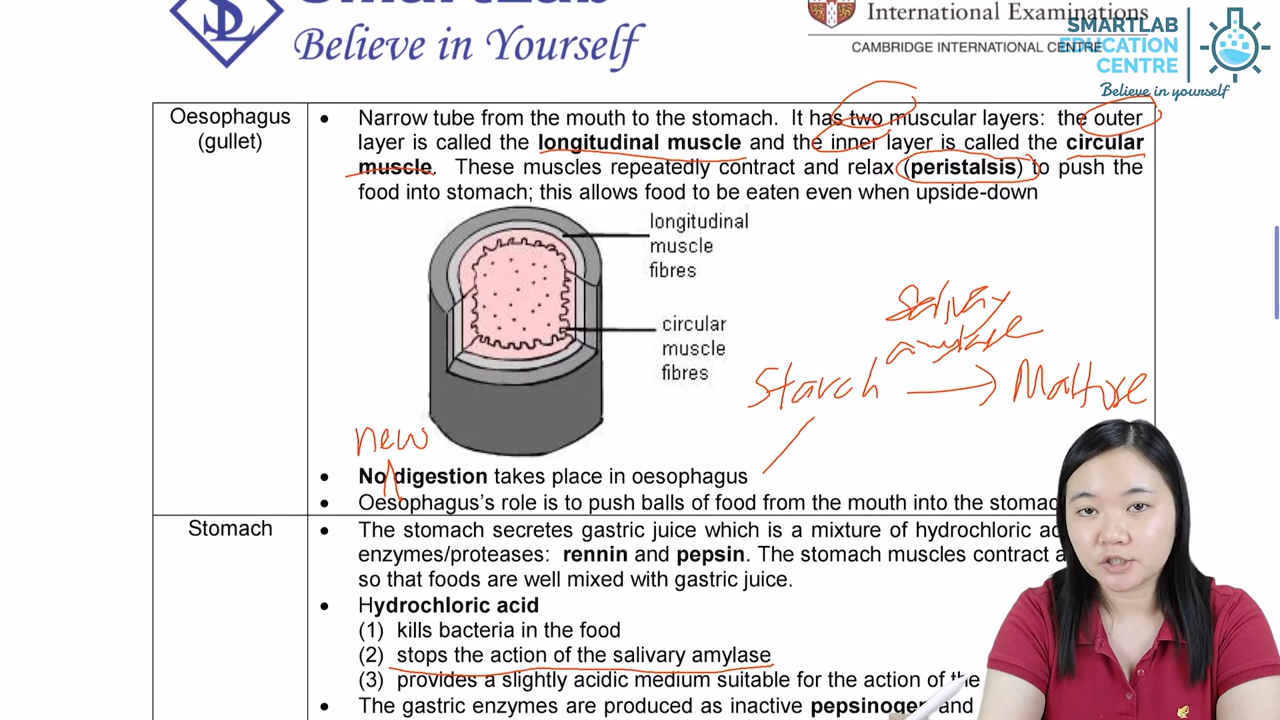 SmartLab
Believe in Yourself
International Examinations
CAMBRIDGE INTERNATIONAL CENTRE
SMARTLAB
EDUCATION
CENTRE
Believe in yourself
Oesophagus
(gullet)
• Narrow tube from the mouth to the stomach. It has two muscular layers: the outer
layer is called the longitudinal muscle and the inner layer is called the circular
muscle. These muscles repeatedly contract and relax (peristalsis) to push the
food into stomach; this allows food to be eaten even when upside-down
longitudinal
muscle
fibres
circular
muscle
fibres
Salivary
amylase
Starch → Maltose
new
• No digestion takes place in oesophagus
• Oesophagus's role is to push balls of food from the mouth into the
Stomach
• The stomach secretes gastric juice which is a mixture of hydrochloric
enzymes/proteases: rennin and pepsin. The stomach muscles contract
so that foods are well mixed with gastric juice.
• Hydrochloric acid
(1) kills bacteria in the food
(2) stops the action of the salivary amylase
(3) provides a slightly acidic medium suitable for the action of the
• The gastric enzymes are produced as inactive pepsinogen and